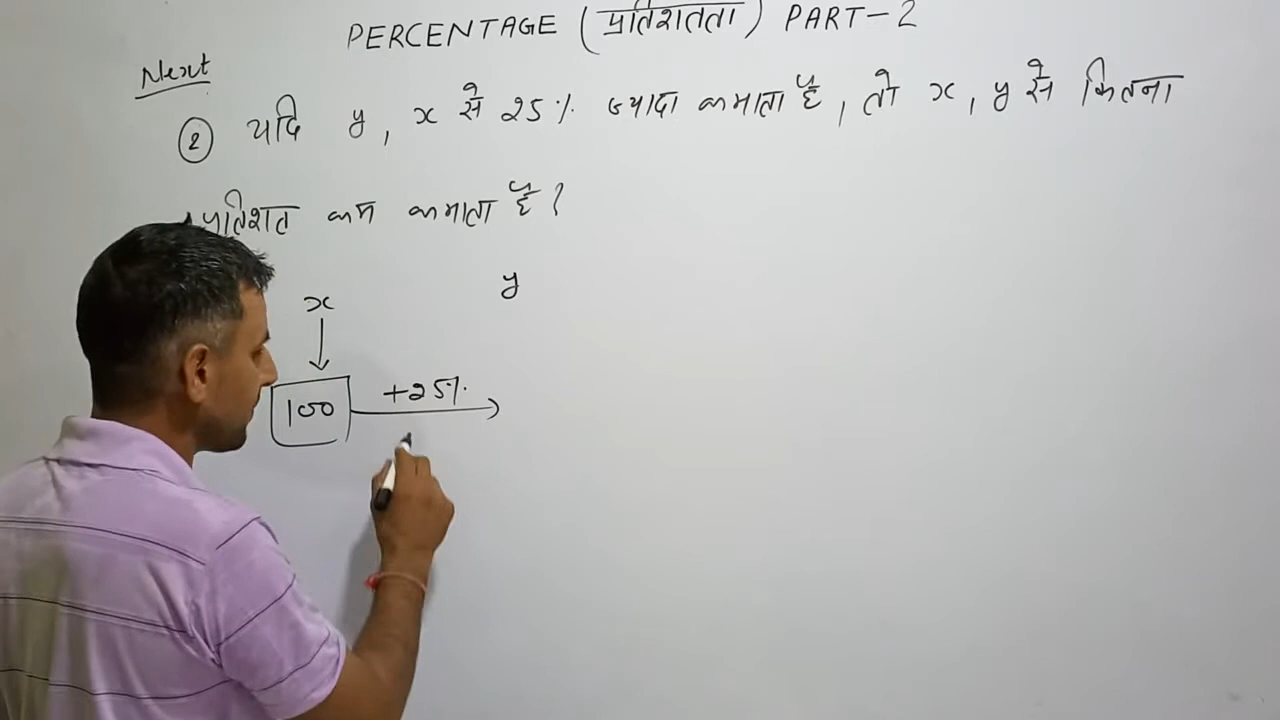 PERCENTAGE (प्रतिशतता) PART-2
Next
② यदि y, x से 25% ज्यादा कमाता है, तो x, y से कितना
प्रतिशत कम कमाता है?
x y
100 +25%